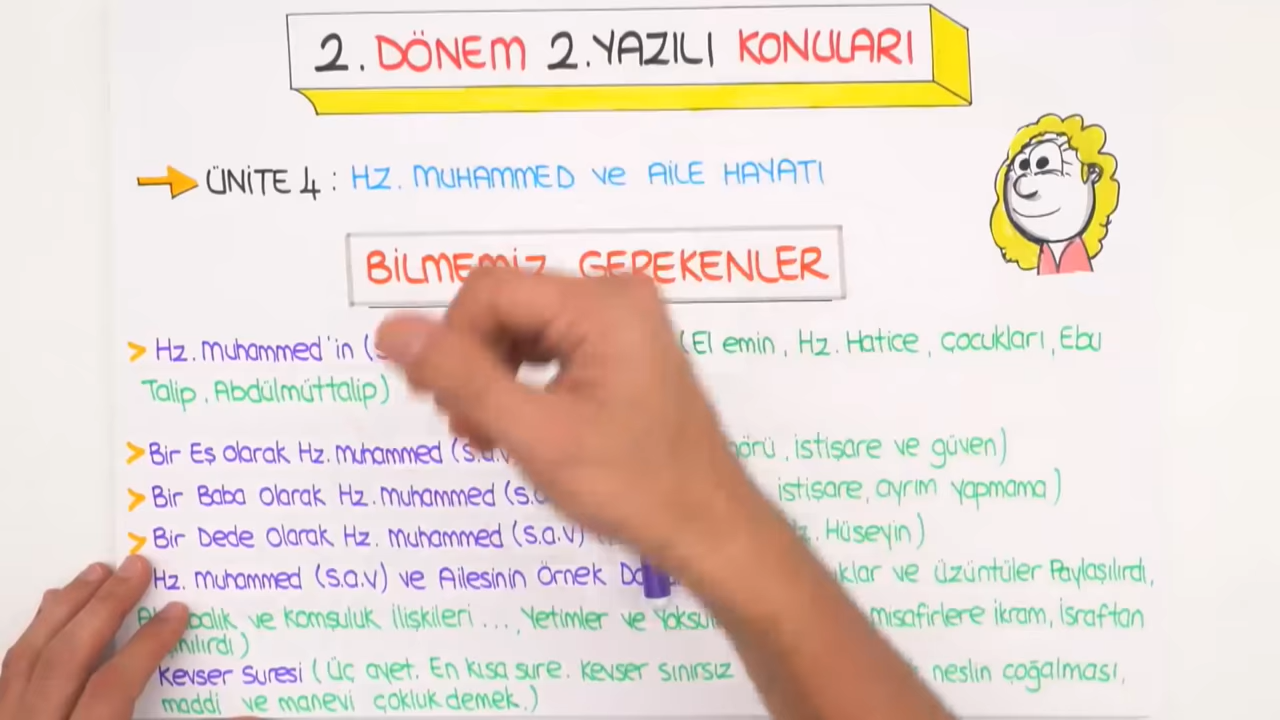 2. DÖNEM 2. YAZILI KONULARI
ÜNİTE 4 : HZ. MUHAMMED ve AİLE HAYATI
BİLMEMİZ GEREKENLER
> Hz. Muhammed'in (El emin, Hz. Hatice, çocukları, Ebu
Talip, Abdülmüttalip)
> Bir Eş olarak Hz. Muhammed (s.a.v istişare ve güven)
> Bir Baba Olarak Hz. Muhammed istişare, ayrım yapmama)
> Bir Dede Olarak Hz. Muhammed (s.a.v) Hüseyin)
Hz. Muhammed (s.a.v) ve Ailesinin Örnek ve üzüntüler Paylaşılırdı,
ve Komşuluk ilişkileri..., Yetimler ve misafirlere ikram, İsraftan
Kevser Suresi (Üç ayet. En kısa sure. Kevser sınırsız neslin çoğalması,
maddi ve manevi çokluk demek.)